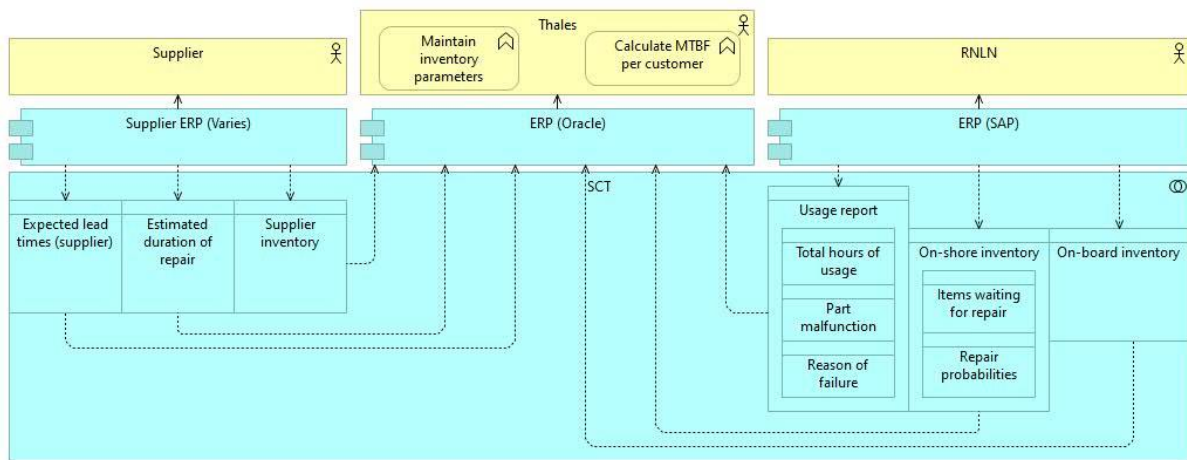 Thales
Supplier
Maintain
inventory
parameters
Calculate MTBF
per customer
RNLN
Supplier ERP (Varies)
ERP (Oracle)
ERP (SAP)
SCT
Expected lead
times (supplier)
Estimated
duration of
repair
Supplier
inventory
Usage report
Total hours of
usage
Part
malfunction
Reason of
failure
On-shore inventory
Items waiting
for repair
Repair
probabilities
On-board inventory